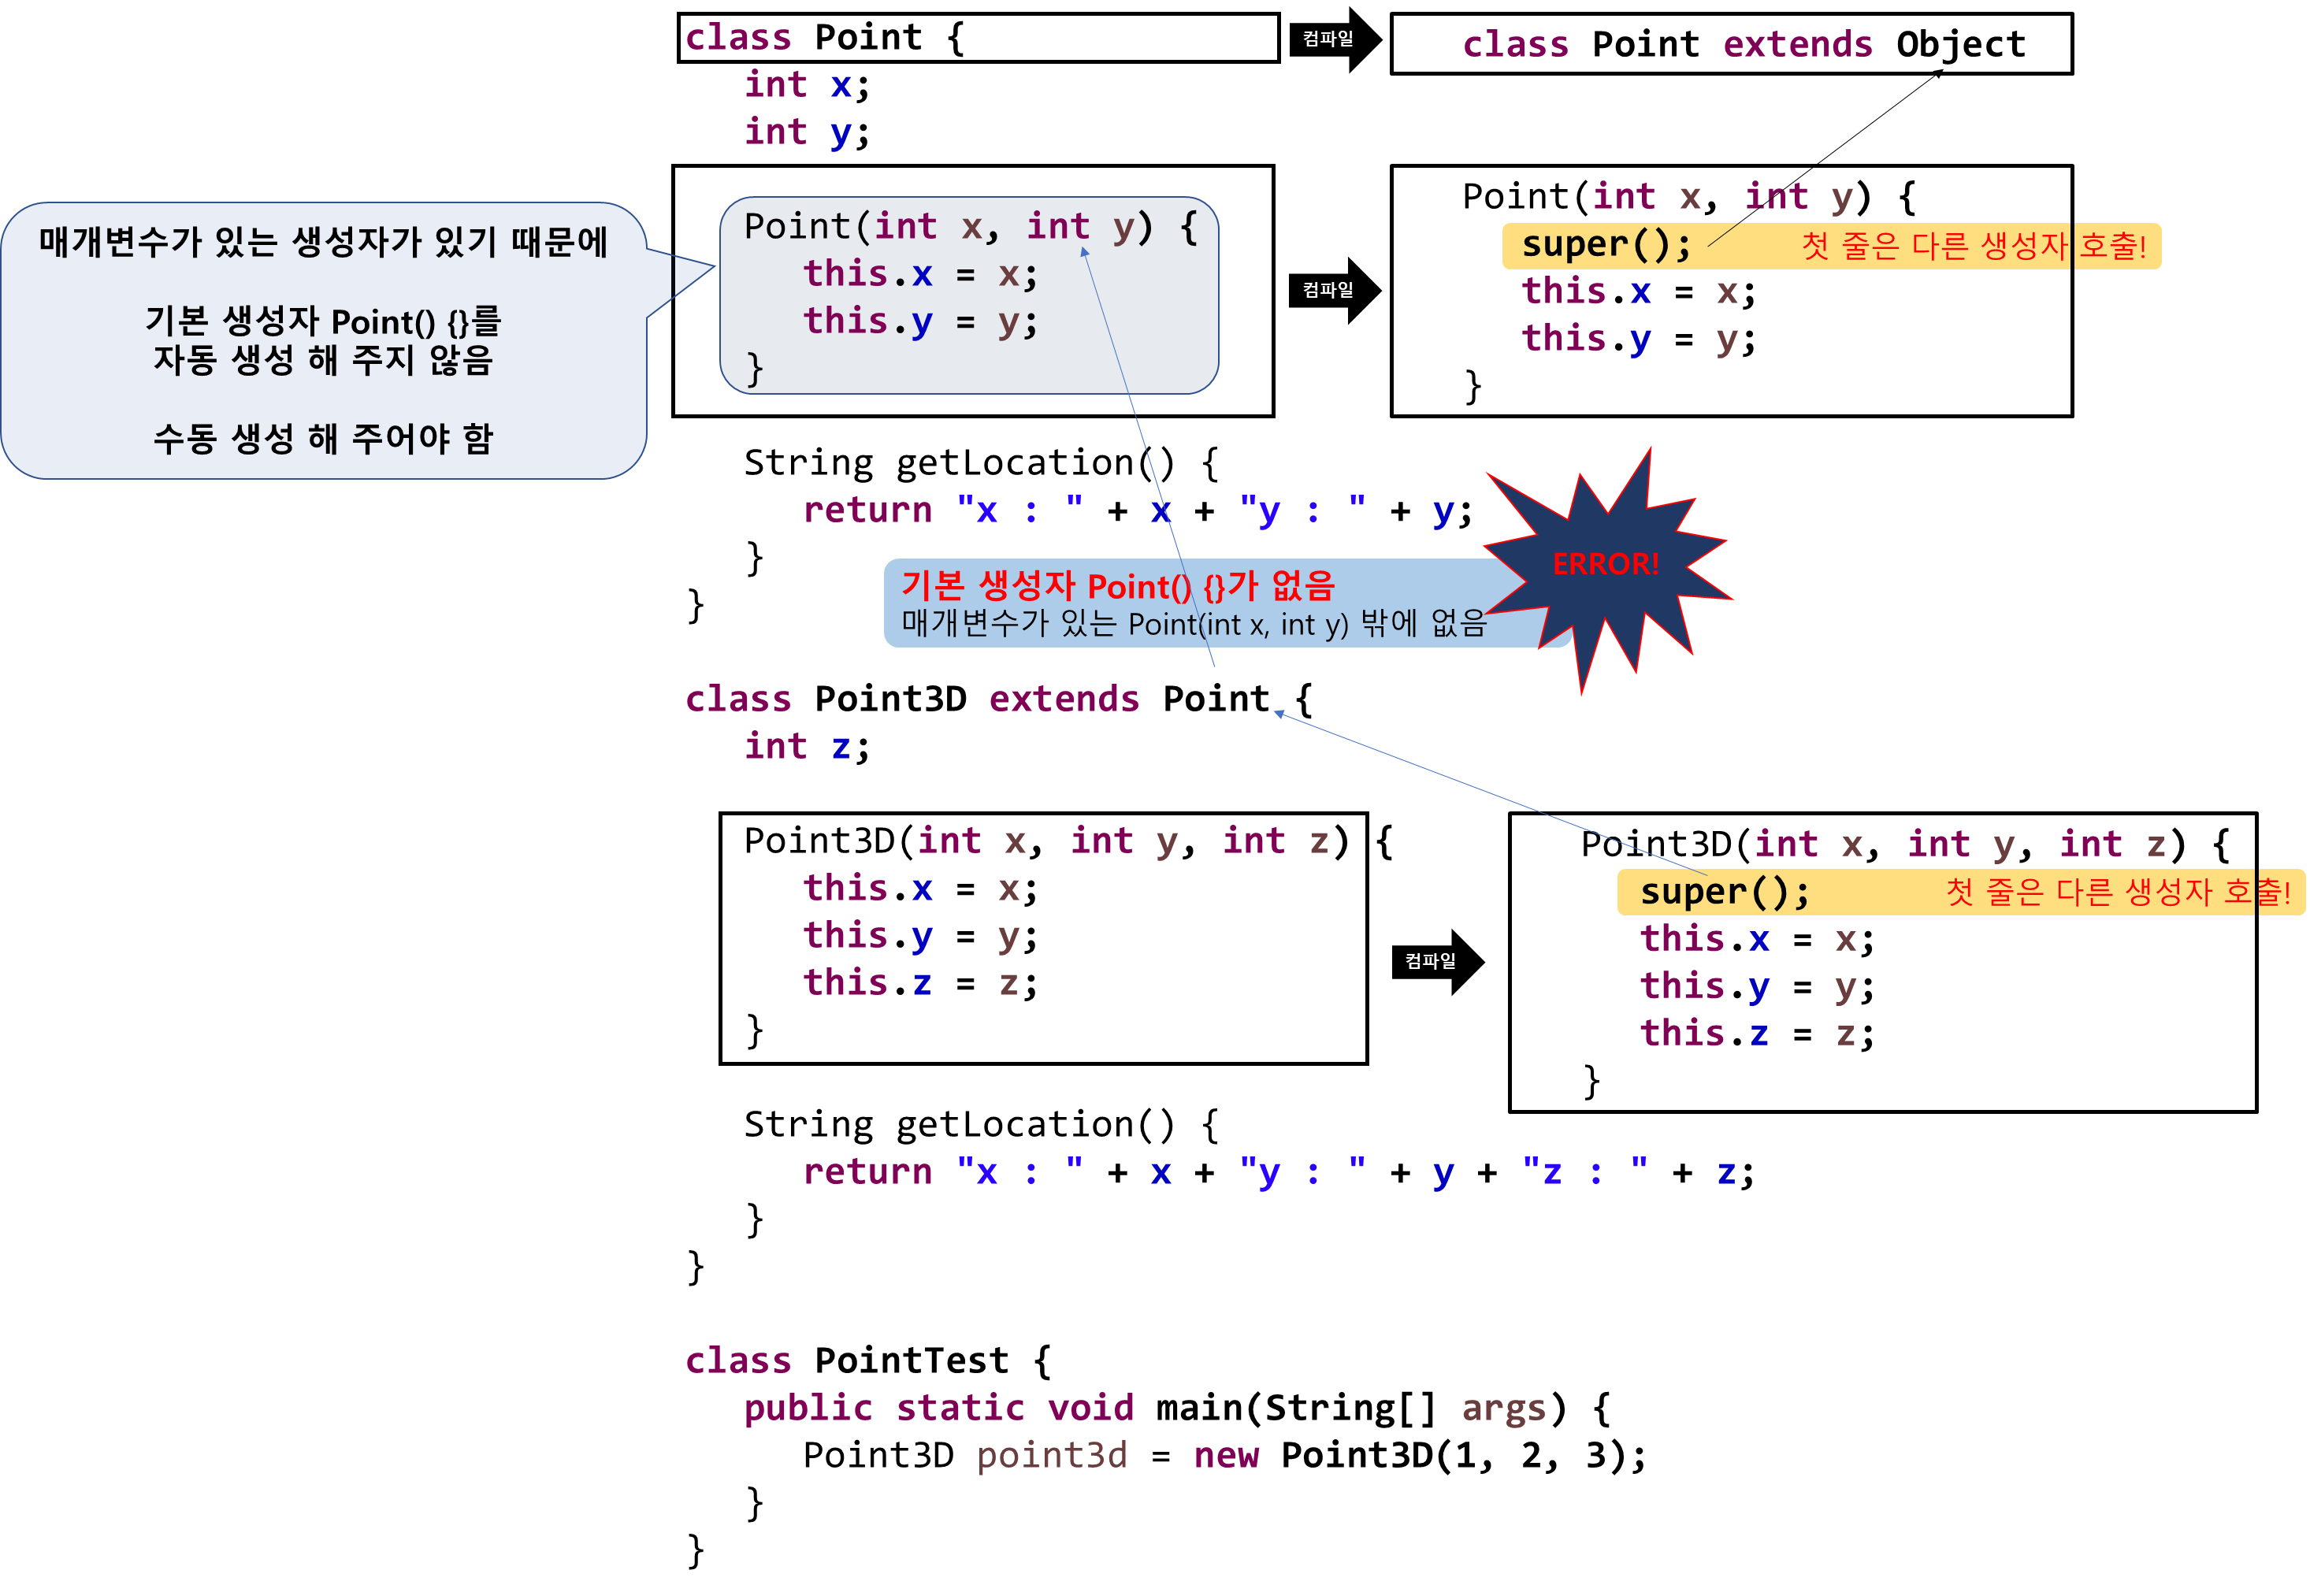 class Point {
컴파일
class Point extends Object
int x;
int y;
매개변수가 있는 생성자가 있기 때문에
기본 생성자 Point() {}를
자동 생성 해 주지 않음
수동 생성 해 주어야 함
Point(int x, int y) {
this.x = x;
this.y = y;
}
컴파일
Point(int x, int y) {
super(); 첫 줄은 다른 생성자 호출!
this.x = x;
this.y = y;
}
String getLocation() {
return "x : " + x + "y : " + y;
}
}
ERROR!
기본 생성자 Point() {}가 없음
매개변수가 있는 Point(int x, int y) 밖에 없음
class Point3D extends Point {
int z;
Point3D(int x, int y, int z) {
this.x = x;
this.y = y;
this.z = z;
}
컴파일
Point3D(int x, int y, int z) {
super(); 첫 줄은 다른 생성자 호출!
this.x = x;
this.y = y;
this.z = z;
}
String getLocation() {
return "x : " + x + "y : " + y + "z : " + z;
}
}
class PointTest {
public static void main(String[] args) {
Point3D point3d = new Point3D(1, 2, 3);
}
}